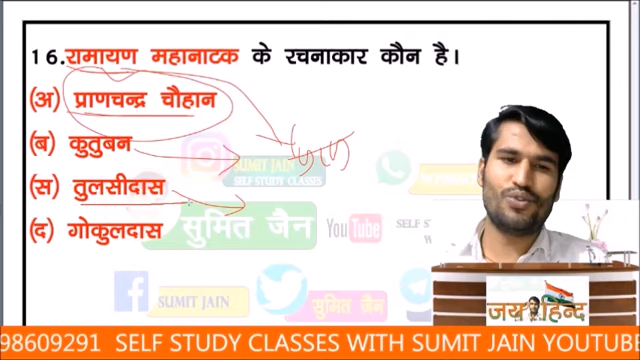 16.रामायण महानाटक के रचनाकार कौन है।
(अ) प्राणचन्द्र चौहान
(ब) कुतुबन
(स) तुलसीदास
(द) गोकुलदास
SUMIT JAIN
SELF STUDY CLASSES
सुमित जैन
YouTube
SELF S
W
SUMIT JAIN
सुमित जैन
जय हिन्द
98609291 SELF STUDY CLASSES WITH SUMIT JAIN YOUTUBE